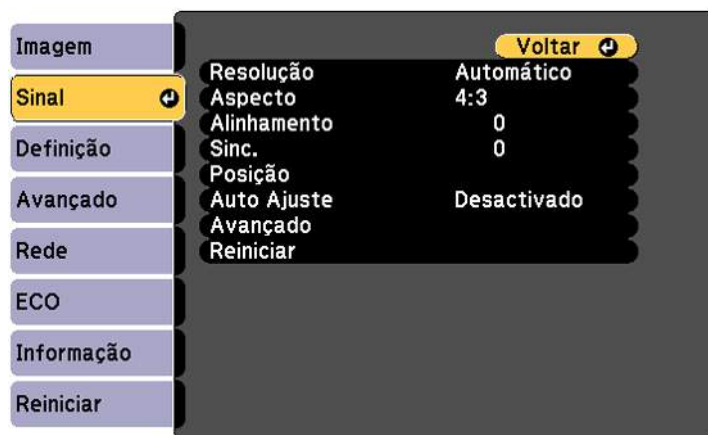 Imagem
Sinal
Definição
Avançado
Rede
ECO
Informação
Reiniciar
Voltar
Resolução Automático
Aspecto 4:3
Alinhamento 0
Sinc. 0
Posição
Auto Ajuste Desactivado
Avançado
Reiniciar